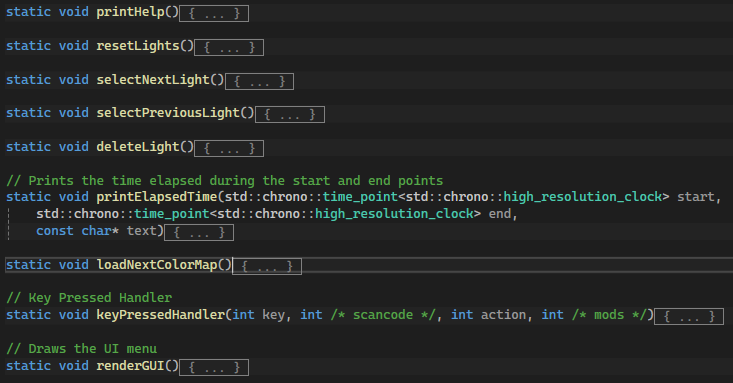 static void printHelp(){ ... }
static void resetLights(){ ... }
static void selectNextLight(){ ... }
static void selectPreviousLight(){ ... }
static void deleteLight(){ ... }
// Prints the time elapsed during the start and end points
static void printElapsedTime(std::chrono::time_point<std::chrono::high_resolution_clock> start,
std::chrono::time_point<std::chrono::high_resolution_clock> end,
const char* text){ ... }
static void loadNextColorMap(){ ... }
// Key Pressed Handler
static void keyPressedHandler(int key, int /* scancode */, int action, int /* mods */){ ... }
// Draws the UI menu
static void renderGUI(){ ... }